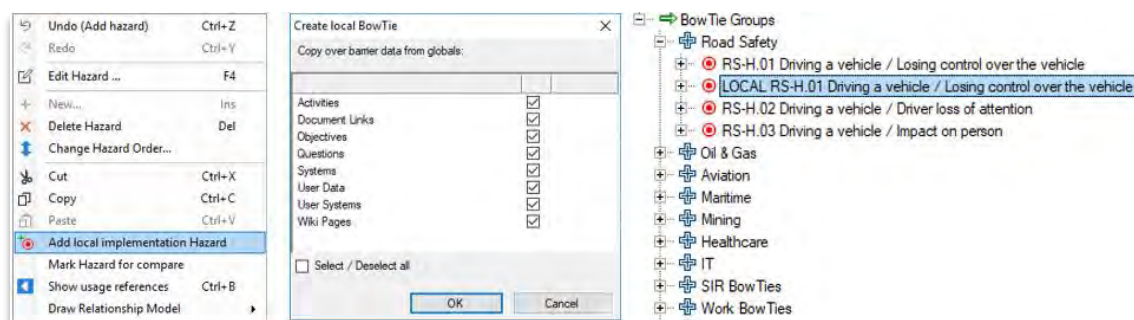 Undo (Add hazard) Ctrl+Z
Redo Ctrl+Y
Edit Hazard ... F4
New... Ins
Delete Hazard Del
Change Hazard Order...
Cut Ctrl+X
Copy Ctrl+C
Paste Ctrl+V
Add local implementation Hazard
Mark Hazard for compare
Show usage references Ctrl+B
Draw Relationship Model
Create local BowTie
Copy over barrier data from globals:
Activities
Document Links
Objectives
Questions
Systems
User Data
User Systems
Wiki Pages
Select / Deselect all
OK Cancel
BowTie Groups
Road Safety
RS-H.01 Driving a vehicle / Losing control over the vehicle
LOCAL RS-H.01 Driving a vehicle / Losing control over the vehicle
RS-H.02 Driving a vehicle / Driver loss of attention
RS-H.03 Driving a vehicle / Impact on person
Oil & Gas
Aviation
Maritime
Mining
Healthcare
IT
SIR BowTies
Work BowTies